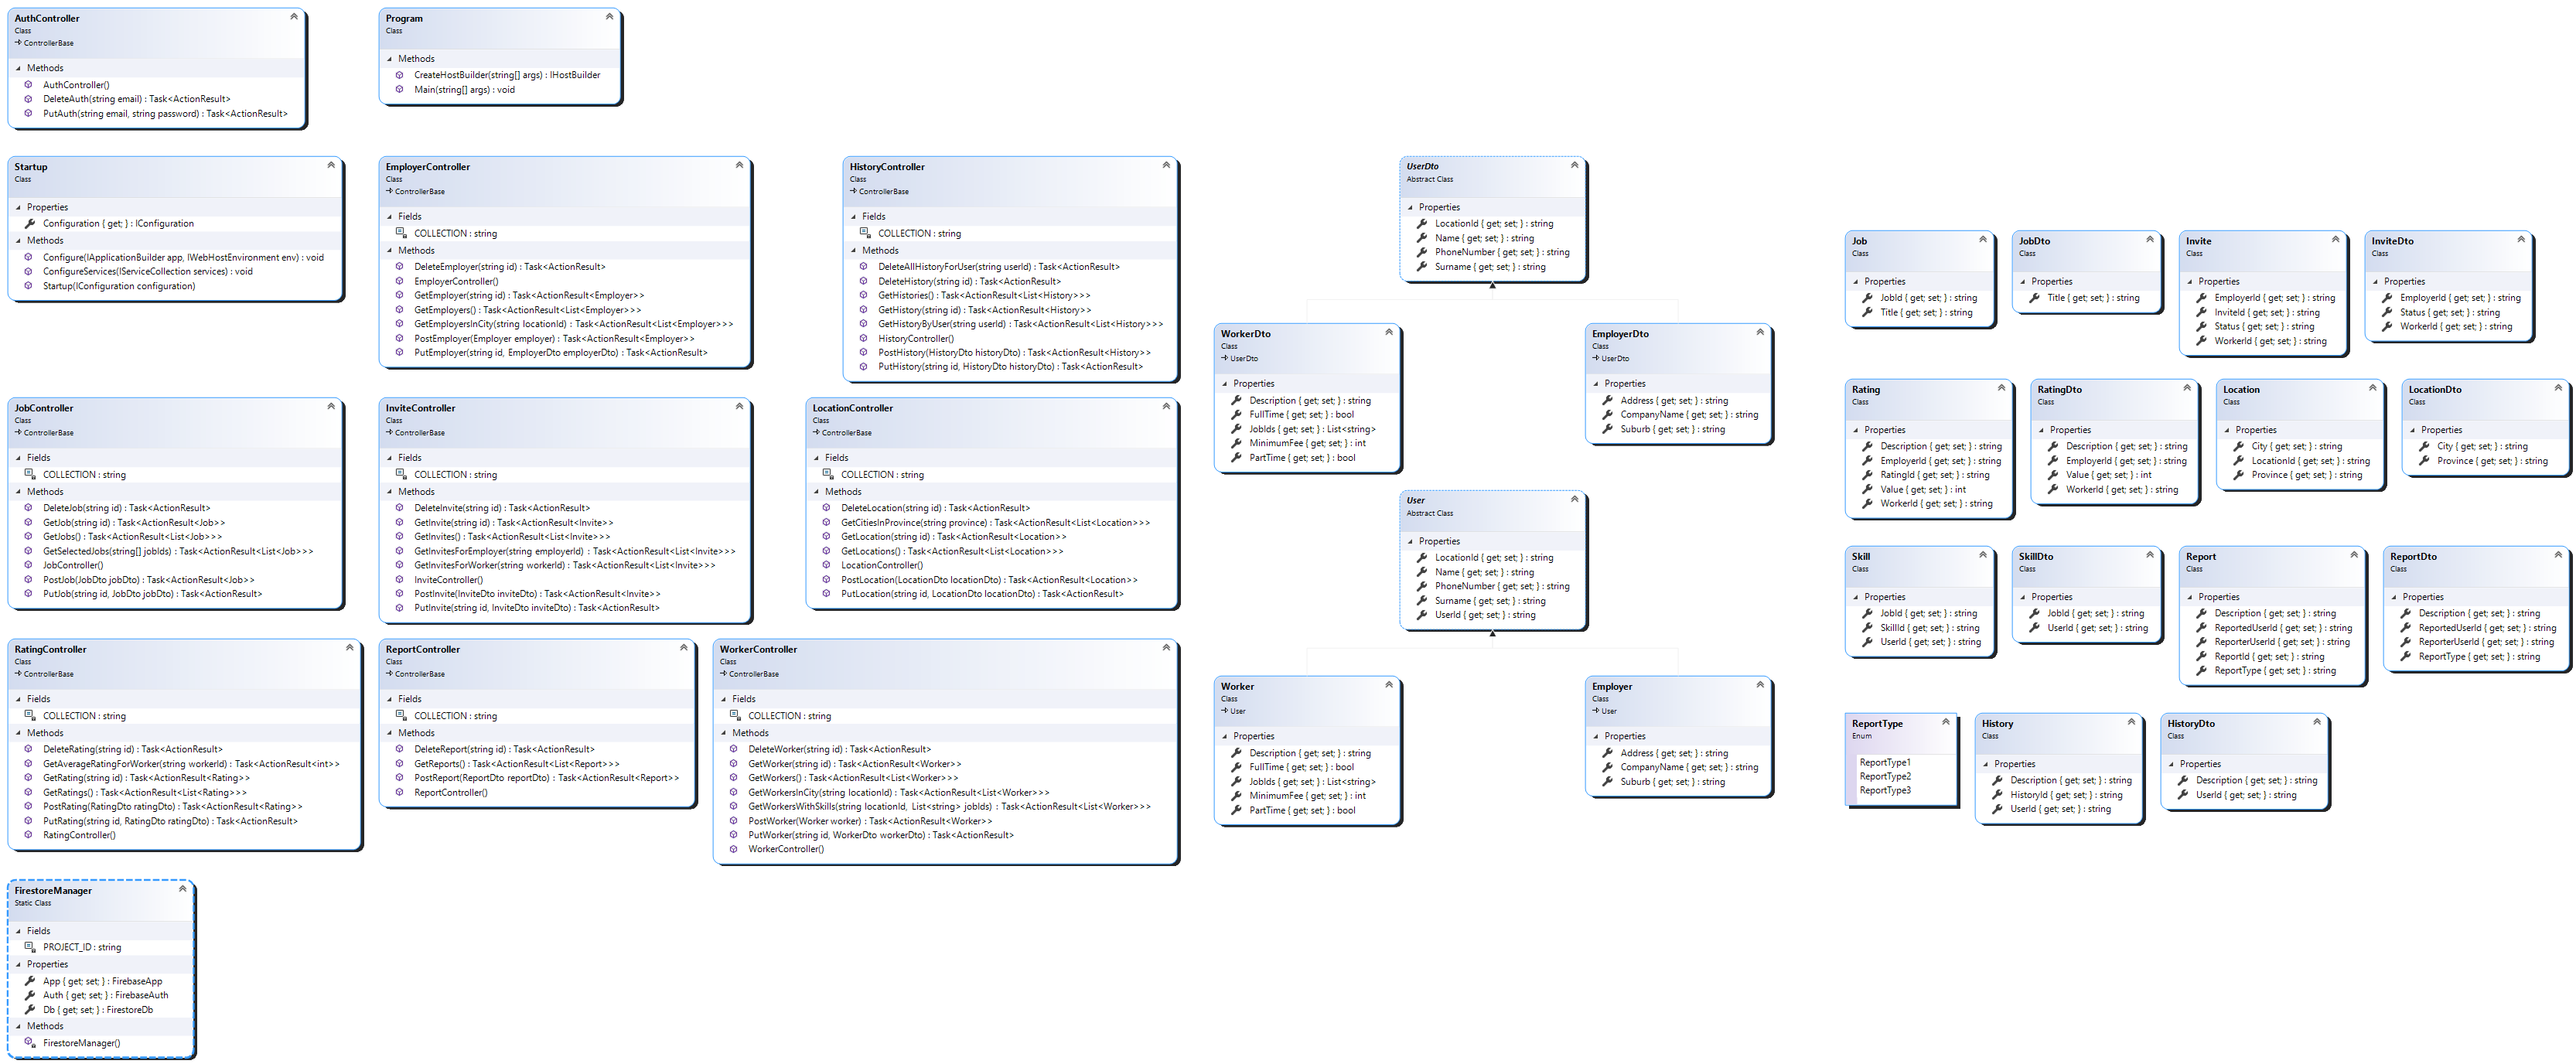 AuthController
Class
ControllerBase
Methods
AuthController()
DeleteAuth(string email) : Task<ActionResult>
PutAuth(string email, string password) : Task<ActionResult>
Program
Class
Methods
CreateHostBuilder(string[] args) : IHostBuilder
Main(string[] args) : void
Startup
Class
Properties
Configuration { get; } : IConfiguration
Methods
Configure(IApplicationBuilder app, IWebHostEnvironment env) : void
ConfigureServices(IServiceCollection services) : void
Startup(IConfiguration configuration)
EmployerController
Class
ControllerBase
Fields
COLLECTION : string
Methods
DeleteEmployer(string id) : Task<ActionResult>
EmployerController()
GetEmployer(string id) : Task<ActionResult<Employer>>
GetEmployers() : Task<ActionResult<List<Employer>>>
GetEmployersInCity(string locationId) : Task<ActionResult<List<Employer>>>
PostEmployer(Employer employer) : Task<ActionResult<Employer>>
PutEmployer(string id, EmployerDto employerDto) : Task<ActionResult>
HistoryController
Class
ControllerBase
Fields
COLLECTION : string
Methods
DeleteAllHistoryForUser(string userId) : Task<ActionResult>
DeleteHistory(string id) : Task<ActionResult>
GetHistories() : Task<ActionResult<List<History>>>
GetHistory(string id) : Task<ActionResult<History>>
GetHistoryByUser(string userId) : Task<ActionResult<List<History>>>
HistoryController()
PostHistory(HistoryDto historyDto) : Task<ActionResult<History>>
PutHistory(string id, HistoryDto historyDto) : Task<ActionResult>
JobController
Class
ControllerBase
Fields
COLLECTION : string
Methods
DeleteJob(string id) : Task<ActionResult>
GetJob(string id) : Task<ActionResult<Job>>
GetJobs() : Task<ActionResult<List<Job>>>
GetSelectedJobs(string[] jobIds) : Task<ActionResult<List<Job>>>
JobController()
PostJob(JobDto jobDto) : Task<ActionResult<Job>>
PutJob(string id, JobDto jobDto) : Task<ActionResult>
InviteController
Class
ControllerBase
Fields
COLLECTION : string
Methods
DeleteInvite(string id) : Task<ActionResult>
GetInvite(string id) : Task<ActionResult<Invite>>
GetInvites() : Task<ActionResult<List<Invite>>>
GetInvitesForEmployer(string employerId) : Task<ActionResult<List<Invite>>>
GetInvitesForWorker(string workerId) : Task<ActionResult<List<Invite>>>
InviteController()
PostInvite(InviteDto inviteDto) : Task<ActionResult<Invite>>
PutInvite(string id, InviteDto inviteDto) : Task<ActionResult>
LocationController
Class
ControllerBase
Fields
COLLECTION : string
Methods
DeleteLocation(string id) : Task<ActionResult>
GetCitiesInProvince(string province) : Task<ActionResult<List<Location>>>
GetLocation(string id) : Task<ActionResult<Location>>
GetLocations() : Task<ActionResult<List<Location>>>
LocationController()
PostLocation(LocationDto locationDto) : Task<ActionResult<Location>>
PutLocation(string id, LocationDto locationDto) : Task<ActionResult>
RatingController
Class
ControllerBase
Fields
COLLECTION : string
Methods
DeleteRating(string id) : Task<ActionResult>
GetAverageRatingForWorker(string workerId) : Task<ActionResult<int>>
GetRating(string id) : Task<ActionResult<Rating>>
GetRatings() : Task<ActionResult<List<Rating>>>
PostRating(RatingDto ratingDto) : Task<ActionResult<Rating>>
PutRating(string id, RatingDto ratingDto) : Task<ActionResult>
RatingController()
ReportController
Class
ControllerBase
Fields
COLLECTION : string
Methods
DeleteReport(string id) : Task<ActionResult>
GetReports() : Task<ActionResult<List<Report>>>
PostReport(ReportDto reportDto) : Task<ActionResult<Report>>
ReportController()
WorkerController
Class
ControllerBase
Fields
COLLECTION : string
Methods
DeleteWorker(string id) : Task<ActionResult>
GetWorker(string id) : Task<ActionResult<Worker>>
GetWorkers() : Task<ActionResult<List<Worker>>>
GetWorkersInCity(string locationId) : Task<ActionResult<List<Worker>>>
GetWorkersWithSkills(string locationId, List<string> jobIds) : Task<ActionResult<List<Worker>>>
PostWorker(Worker worker) : Task<ActionResult<Worker>>
PutWorker(string id, WorkerDto workerDto) : Task<ActionResult>
WorkerController()
FirestoreManager
Static Class
Fields
PROJECT_ID : string
Properties
App { get; set; } : FirebaseApp
Auth { get; set; } : FirebaseAuth
Db { get; set; } : FirestoreDb
Methods
FirestoreManager()
UserDto
Abstract Class
Properties
LocationId { get; set; } : string
Name { get; set; } : string
PhoneNumber { get; set; } : string
Surname { get; set; } : string
WorkerDto
Class
UserDto
Properties
Description { get; set; } : string
FullTime { get; set; } : bool
JobIds { get; set; } : List<string>
MinimumFee { get; set; } : int
PartTime { get; set; } : bool
EmployerDto
Class
UserDto
Properties
Address { get; set; } : string
CompanyName { get; set; } : string
Suburb { get; set; } : string
User
Abstract Class
Properties
LocationId { get; set; } : string
Name { get; set; } : string
PhoneNumber { get; set; } : string
Surname { get; set; } : string
UserId { get; set; } : string
Worker
Class
User
Properties
Description { get; set; } : string
FullTime { get; set; } : bool
JobIds { get; set; } : List<string>
MinimumFee { get; set; } : int
PartTime { get; set; } : bool
Employer
Class
User
Properties
Address { get; set; } : string
CompanyName { get; set; } : string
Suburb { get; set; } : string
Job
Class
Properties
JobId { get; set; } : string
Title { get; set; } : string
JobDto
Class
Properties
Title { get; set; } : string
Invite
Class
Properties
EmployerId { get; set; } : string
InviteId { get; set; } : string
Status { get; set; } : string
WorkerId { get; set; } : string
InviteDto
Class
Properties
EmployerId { get; set; } : string
Status { get; set; } : string
WorkerId { get; set; } : string
Rating
Class
Properties
Description { get; set; } : string
EmployerId { get; set; } : string
RatingId { get; set; } : string
Value { get; set; } : int
WorkerId { get; set; } : string
RatingDto
Class
Properties
Description { get; set; } : string
EmployerId { get; set; } : string
Value { get; set; } : int
WorkerId { get; set; } : string
Location
Class
Properties
City { get; set; } : string
LocationId { get; set; } : string
Province { get; set; } : string
LocationDto
Class
Properties
City { get; set; } : string
Province { get; set; } : string
Skill
Class
Properties
JobId { get; set; } : string
SkillId { get; set; } : string
UserId { get; set; } : string
SkillDto
Class
Properties
JobId { get; set; } : string
UserId { get; set; } : string
Report
Class
Properties
Description { get; set; } : string
ReportedUserId { get; set; } : string
ReporterUserId { get; set; } : string
ReportId { get; set; } : string
ReportType { get; set; } : string
ReportDto
Class
Properties
Description { get; set; } : string
ReportedUserId { get; set; } : string
ReporterUserId { get; set; } : string
ReportType { get; set; } : string
ReportType
Enum
ReportType1
ReportType2
ReportType3
History
Class
Properties
Description { get; set; } : string
HistoryId { get; set; } : string
UserId { get; set; } : string
HistoryDto
Class
Properties
Description { get; set; } : string
UserId { get; set; } : string